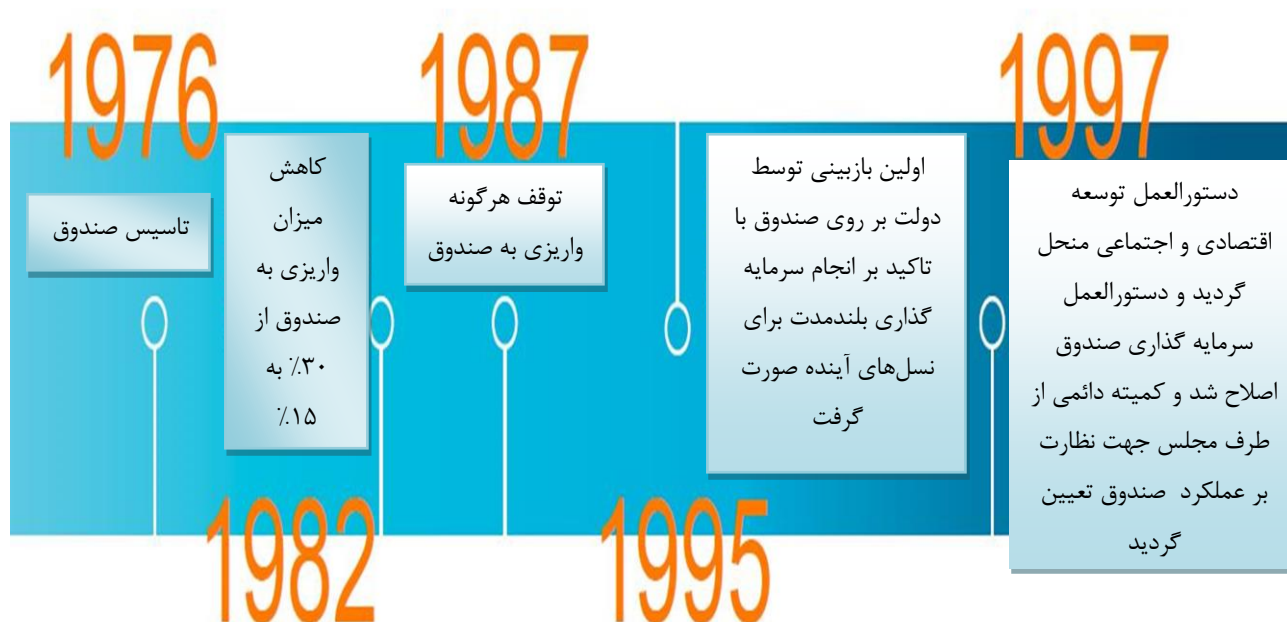 1976
تاسیس صندوق
1982
کاهش
میزان
واریزی به
صندوق از
۳۰٪ به
۱۵٪
1987
توقف هرگونه
واریزی به صندوق
1995
اولین بازبینی توسط
دولت بر روی صندوق با
تاکید بر انجام سرمایه
گذاری بلندمدت برای
نسل‌های آینده صورت
گرفت
1997
دستورالعمل توسعه
اقتصادی و اجتماعی منحل
گردید و دستورالعمل
سرمایه گذاری صندوق
اصلاح شد و کمیته دائمی از
طرف مجلس جهت نظارت
بر عملکرد صندوق تعیین
گردید